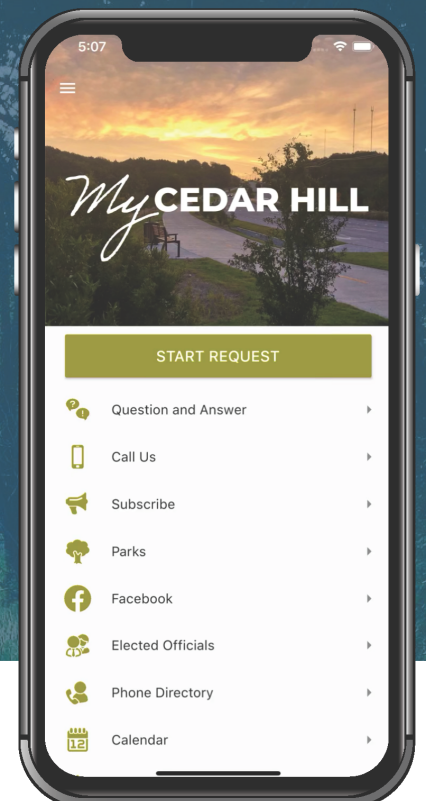 5:07
My CEDAR HILL
START REQUEST
? !
Question and Answer
Call Us
Subscribe
Parks
f
Facebook
Elected Officials
Phone Directory
12
Calendar